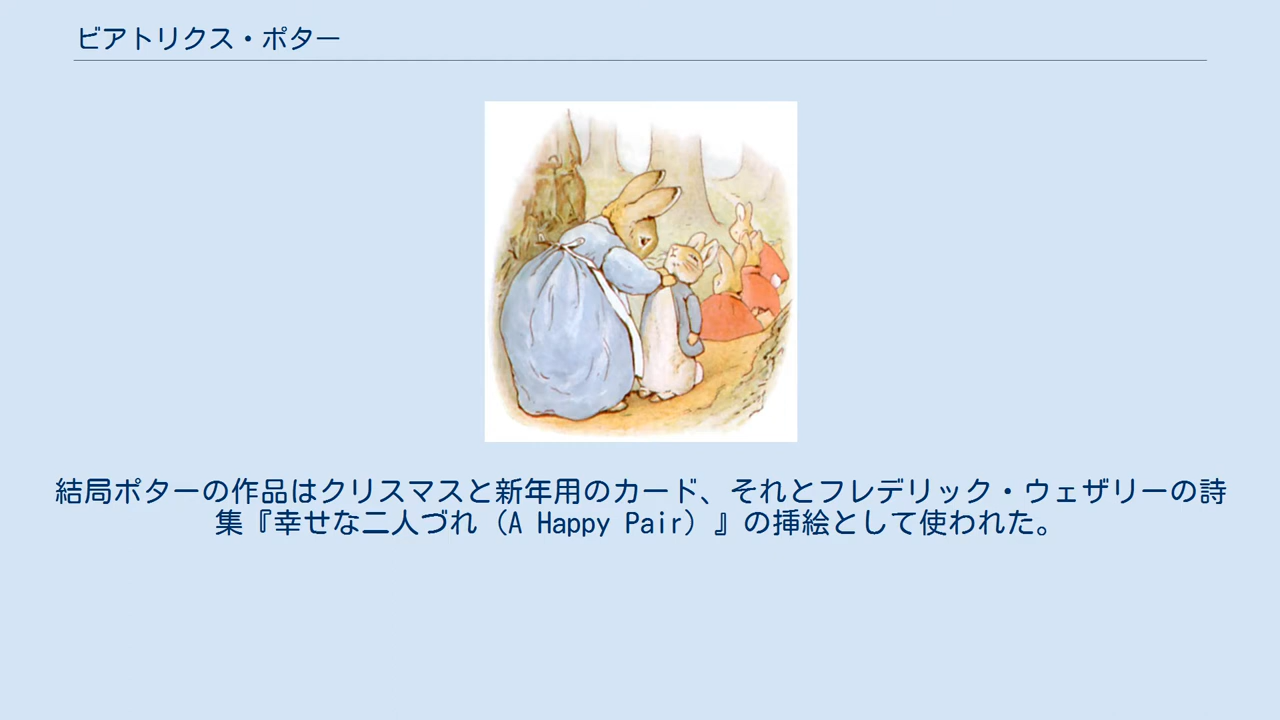 ビアトリクス・ポター
結局ポターの作品はクリスマスと新年用のカード、それとフレデリック・ウェザリーの詩
集『幸せな二人づれ（A Happy Pair）』の挿絵として使われた。